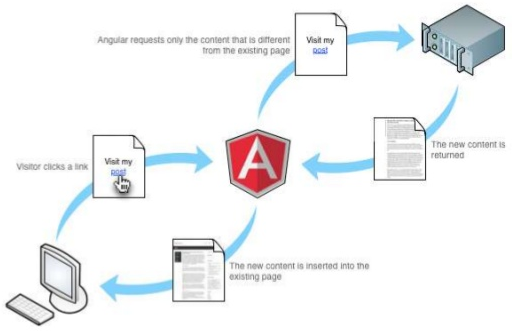 Angular requests only the content that is different
from the existing page
Visit my
post
Visitor clicks a link
Visit my
post
A
The new content is
returned
The new content is inserted into the
existing page